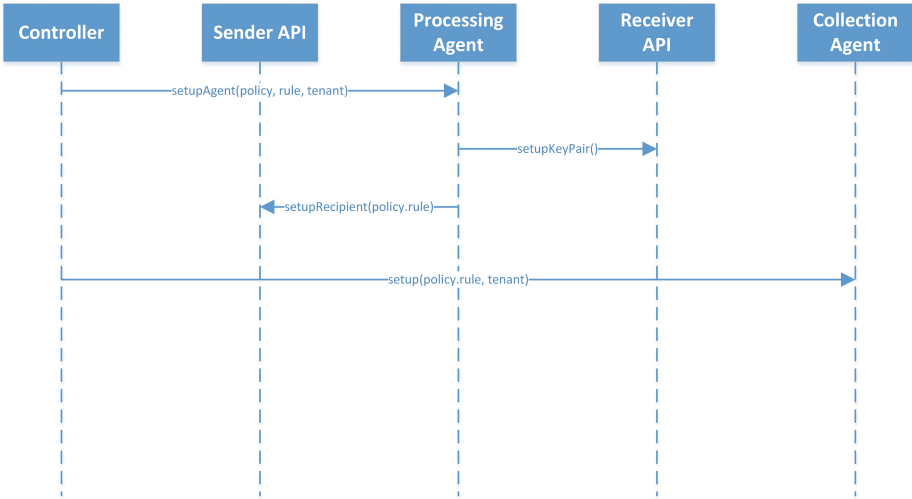 Controller
Sender API
Processing
Agent
Receiver
API
Collection
Agent
setupAgent(policy, rule, tenant)
setupKeyPair()
setupRecipient(policy.rule)
setup(policy.rule, tenant)